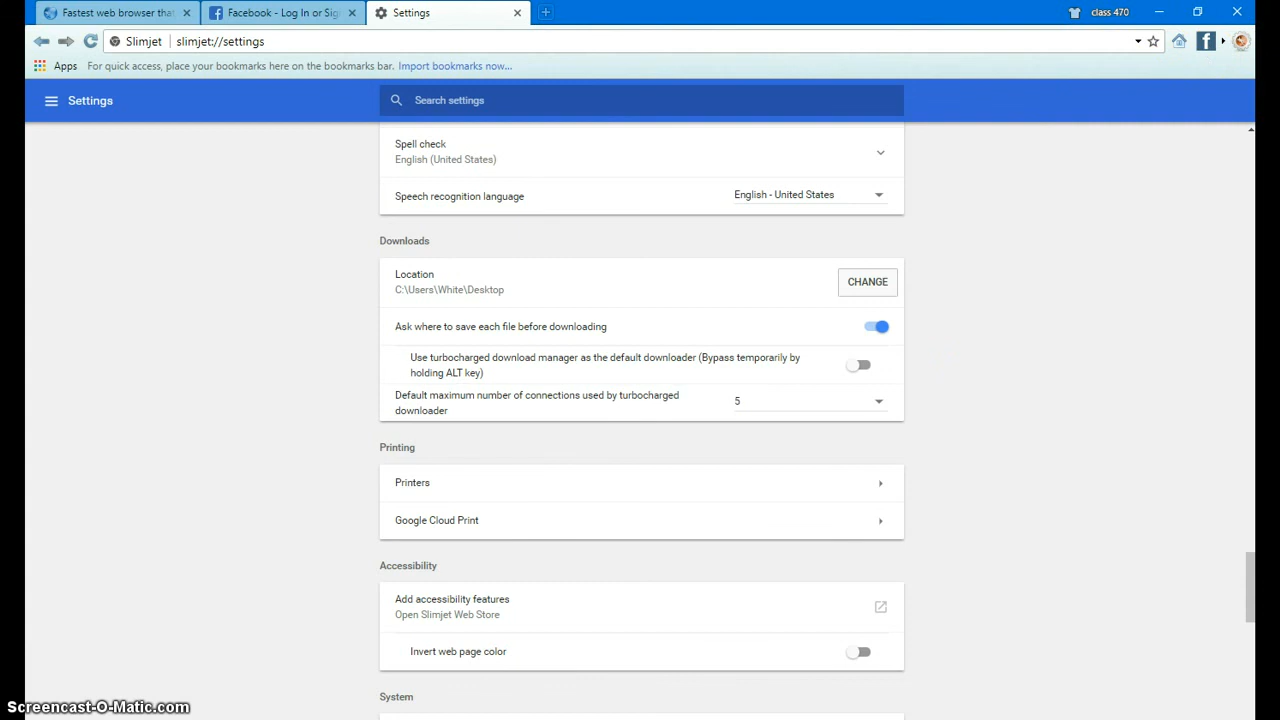 Fastest web browser that
Facebook - Log In or Sig
Settings
class 470
Slimjet
slimjet://settings
Apps
For quick access, place your bookmarks here on the bookmarks bar. Import bookmarks now...
Settings
Search settings
Spell check
English (United States)
Speech recognition language
English - United States
Downloads
Location
C:\Users\White\Desktop
CHANGE
Ask where to save each file before downloading
Use turbocharged download manager as the default downloader (Bypass temporarily by
holding ALT key)
Default maximum number of connections used by turbocharged
downloader
5
Printing
Printers
Google Cloud Print
Accessibility
Add accessibility features
Open Slimjet Web Store
Invert web page color
System
Screencast-O-Matic.com